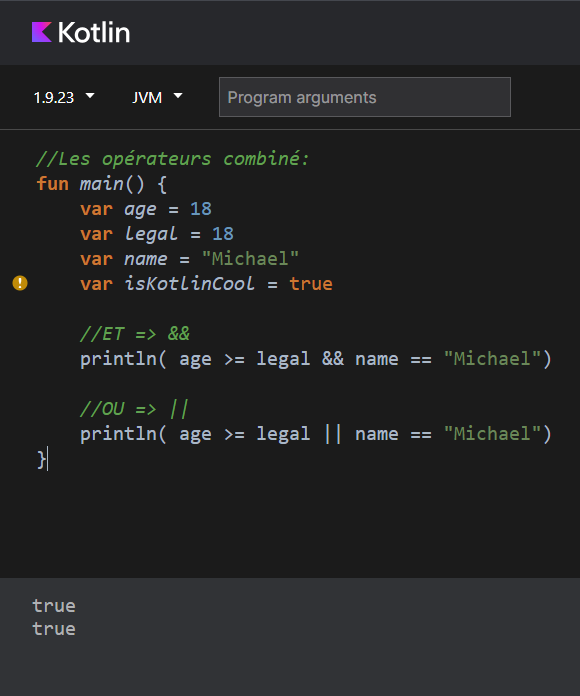 Kotlin
1.9.23 JVM Program arguments
//Les opérateurs combiné:
fun main() {
    var age = 18
    var legal = 18
    var name = "Michael"
    var isKotlinCool = true
    //ET => &&
    println( age >= legal && name == "Michael")
    //OU => ||
    println( age >= legal || name == "Michael")
}
true
true